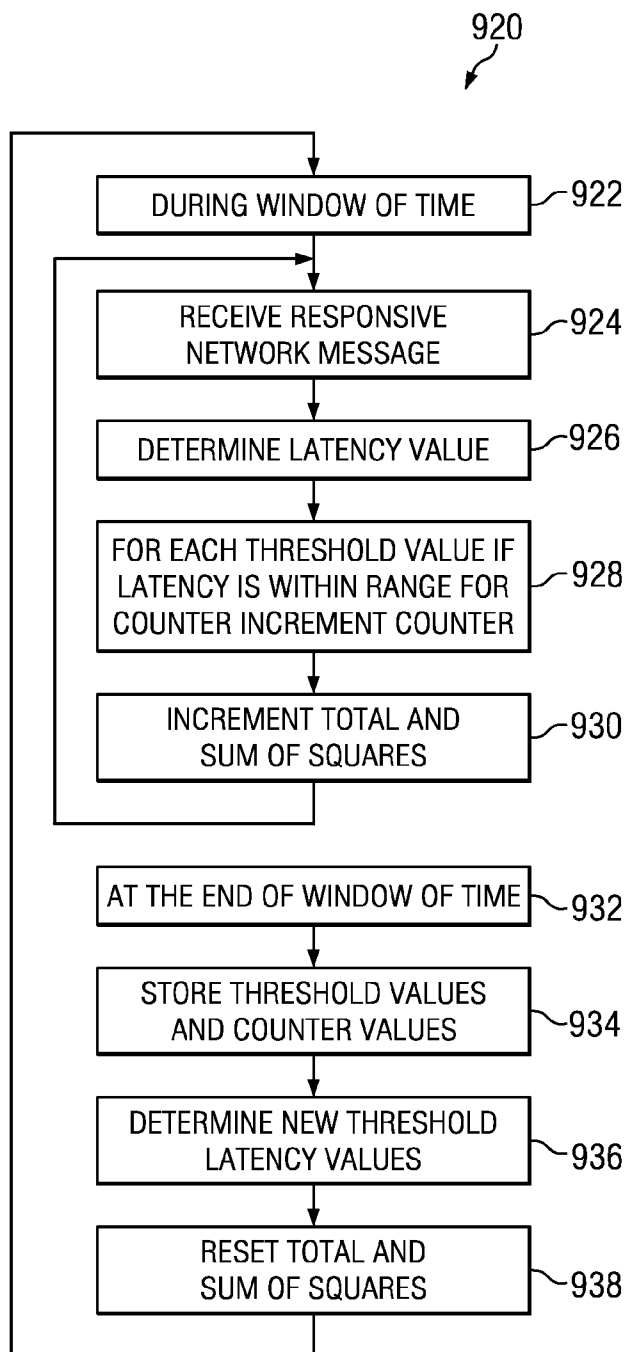 920
DURING WINDOW OF TIME
922
RECEIVE RESPONSIVE
NETWORK MESSAGE
924
DETERMINE LATENCY VALUE
926
FOR EACH THRESHOLD VALUE IF
LATENCY IS WITHIN RANGE FOR
COUNTER INCREMENT COUNTER
928
INCREMENT TOTAL AND
SUM OF SQUARES
930
AT THE END OF WINDOW OF TIME
932
STORE THRESHOLD VALUES
AND COUNTER VALUES
934
DETERMINE NEW THRESHOLD
LATENCY VALUES
936
RESET TOTAL AND
SUM OF SQUARES
938